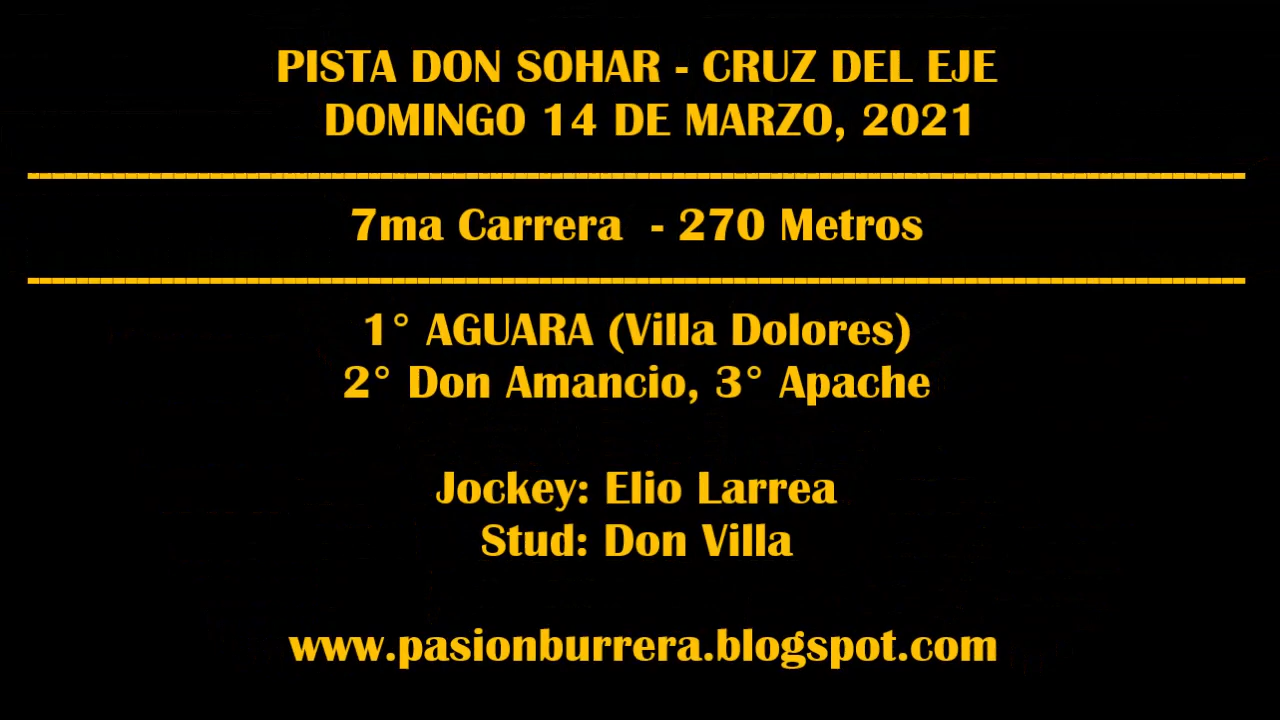 PISTA DON SOHAR - CRUZ DEL EJE
DOMINGO 14 DE MARZO, 2021
7ma Carrera - 270 Metros
1° AGUARA (Villa Dolores)
2° Don Amancio, 3° Apache
Jockey: Elio Larrea
Stud: Don Villa
www.pasionburrera.blogspot.com